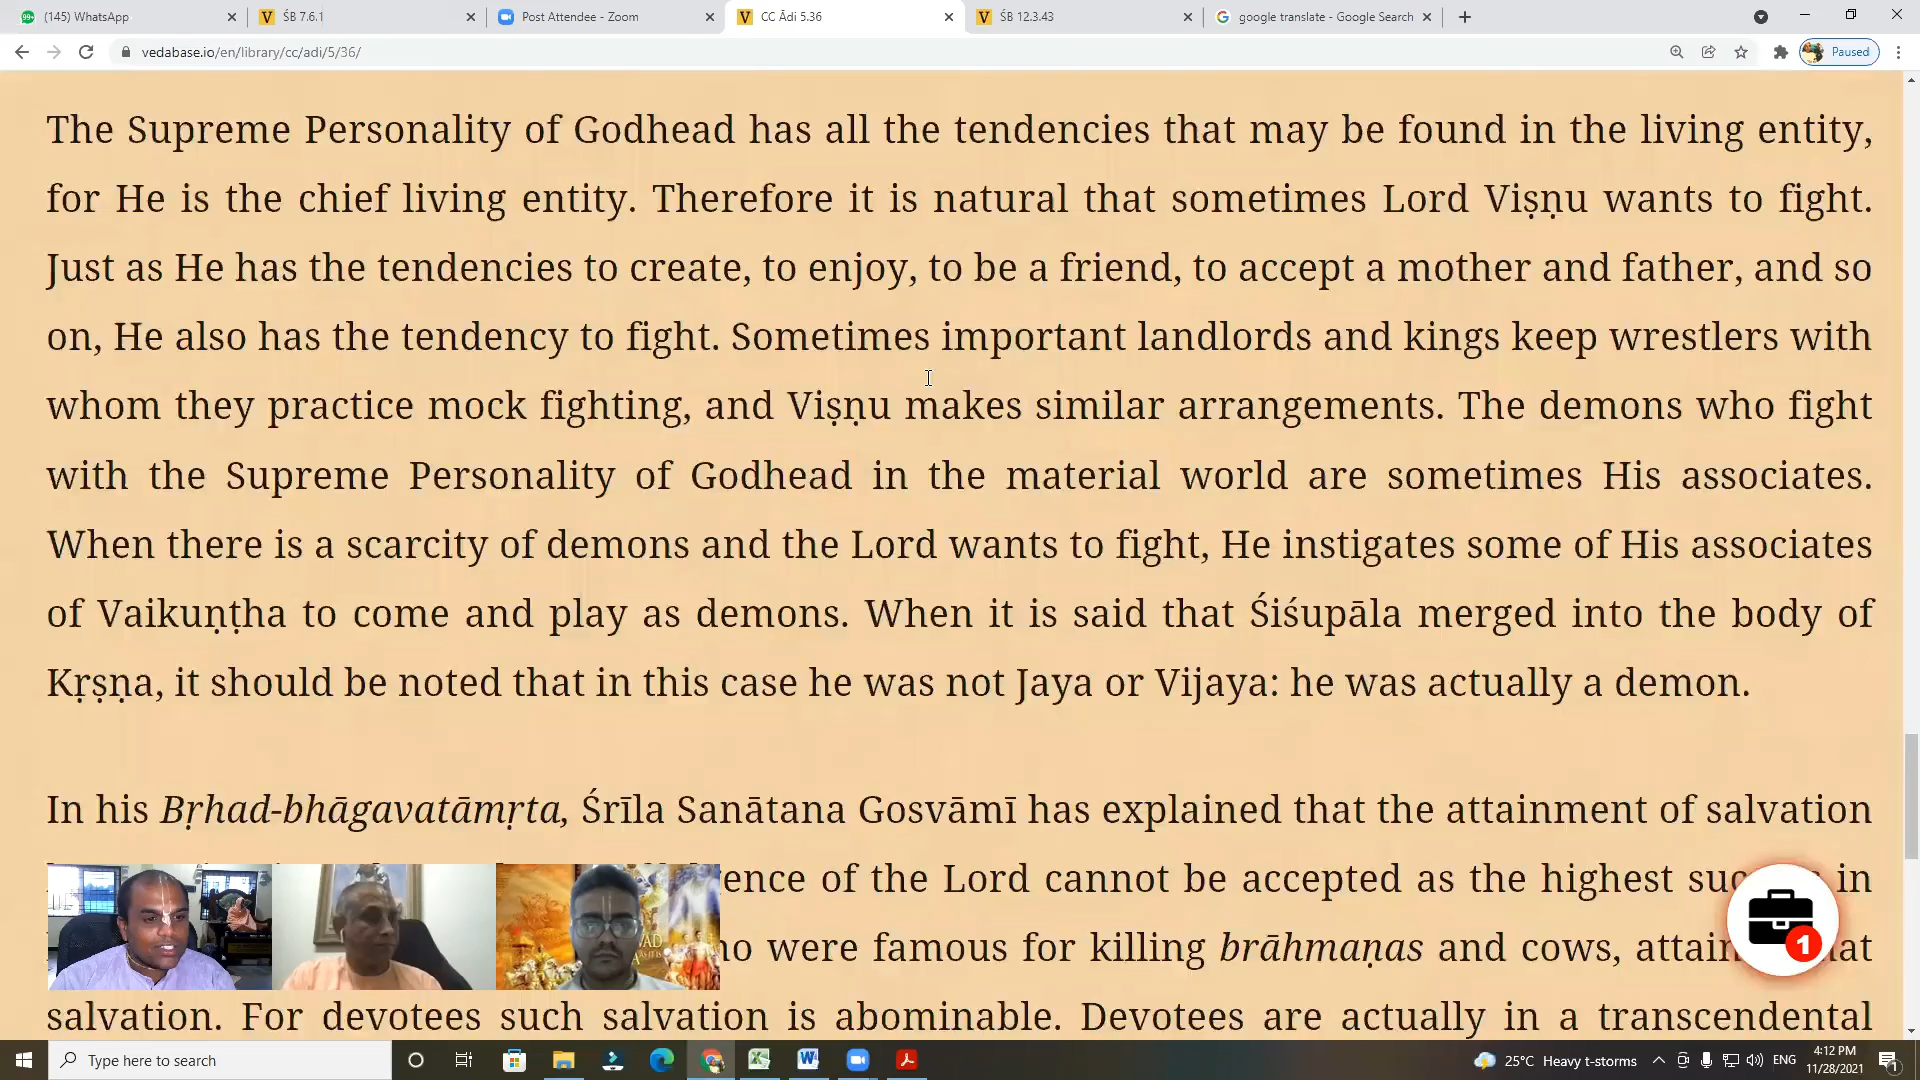 (145) WhatsApp
ŚB 7.6.1
Post Attendee - Zoom
CC Ādi 5.36
ŚB 12.3.43
google translate - Google Search
vedabase.io/en/library/cc/adi/5/36/
Paused
The Supreme Personality of Godhead has all the tendencies that may be found in the living entity,
for He is the chief living entity. Therefore it is natural that sometimes Lord Viṣṇu wants to fight.
Just as He has the tendencies to create, to enjoy, to be a friend, to accept a mother and father, and so
on, He also has the tendency to fight. Sometimes important landlords and kings keep wrestlers with
whom they practice mock fighting, and Viṣṇu makes similar arrangements. The demons who fight
with the Supreme Personality of Godhead in the material world are sometimes His associates.
When there is a scarcity of demons and the Lord wants to fight, He instigates some of His associates
of Vaikuṇṭha to come and play as demons. When it is said that Śiśupāla merged into the body of
Kṛṣṇa, it should be noted that in this case he was not Jaya or Vijaya: he was actually a demon.
In his Bṛhad-bhāgavatāmṛta, Śrīla Sanātana Gosvāmī has explained that the attainment of salvation
of the Lord cannot be accepted as the highest in
were famous for killing brāhmaṇas and cows,
1
salvation. For devotees such salvation is abominable. Devotees are actually in a transcendental
Type here to search
25°C Heavy t-storms
ENG
4:12 PM
11/28/2021